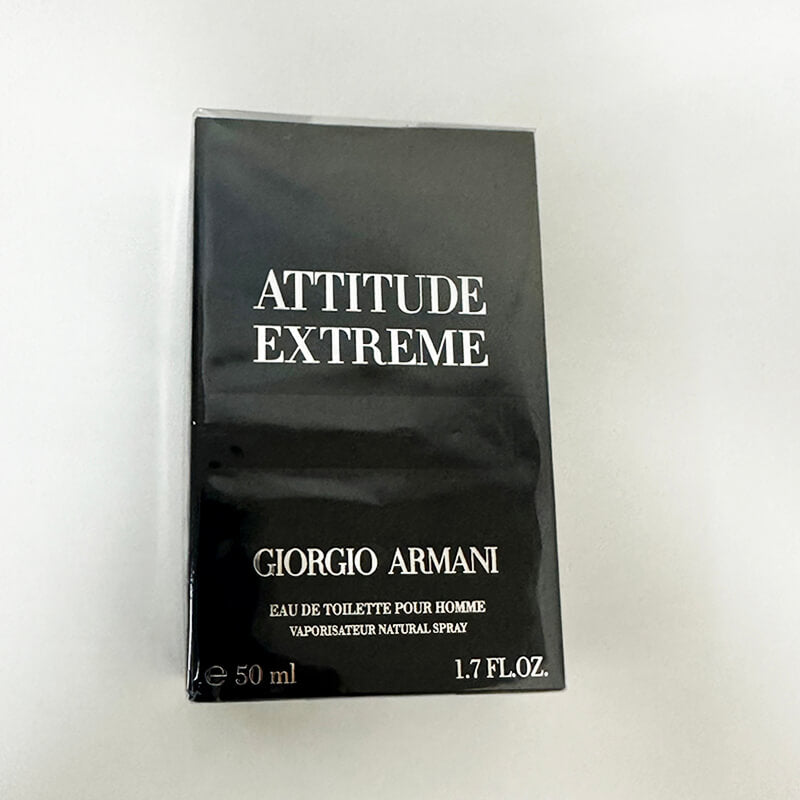 ATTITUDE
EXTREME
GIORGIO ARMANI
EAU DE TOILETTE POUR HOMME
VAPORISATEUR NATURAL SPRAY
℮ 50 ml 1.7 FL.OZ.